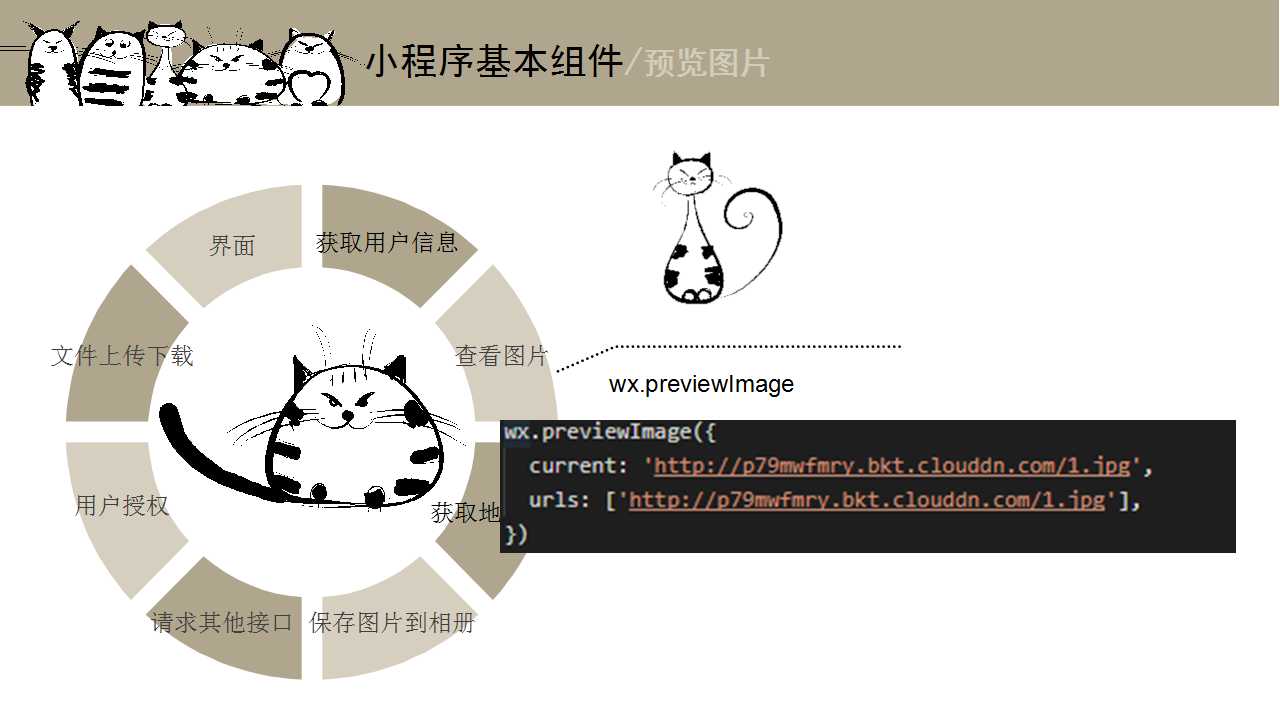 小程序基本组件/预览图片
界面
获取用户信息
文件上传下载
查看图片
wx.previewImage
wx.previewImage({
current: 'http://p79mwfmry.bkt.clouddn.com/1.jpg',
urls: ['http://p79mwfmry.bkt.clouddn.com/1.jpg'],
})
用户授权
获取地
请求其他接口
保存图片到相册